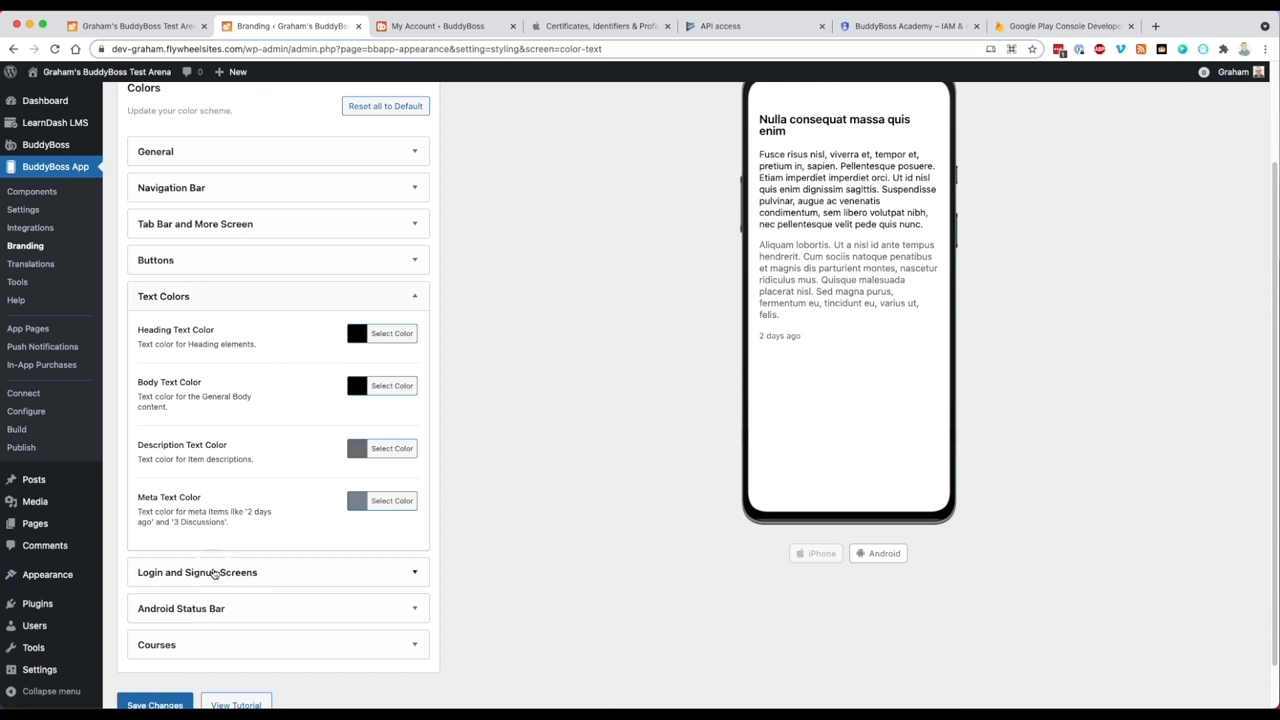 Graham's BuddyBoss Test Arena
Branding ‹ Graham's BuddyBoss
My Account - BuddyBoss
Certificates, Identifiers & Profi
API access
BuddyBoss Academy – IAM & A
Google Play Console Develope
dev-graham.flywheelsites.com/wp-admin/admin.php?page=bbapp-appearance&setting=styling&screen=color-text
Graham's BuddyBoss Test Arena
0
New
0
Graham
Dashboard
LearnDash LMS
BuddyBoss
BuddyBoss App
Components
Settings
Integrations
Branding
Translations
Tools
Help
App Pages
Push Notifications
In-App Purchases
Connect
Configure
Build
Publish
Posts
Media
Pages
Comments
Appearance
Plugins
Users
Tools
Settings
Collapse menu
Colors
Update your color scheme.
Reset all to Default
General
Navigation Bar
Tab Bar and More Screen
Buttons
Text Colors
Heading Text Color
Text color for Heading elements.
Select Color
Body Text Color
Text color for the General Body
content.
Select Color
Description Text Color
Text color for Item descriptions.
Select Color
Meta Text Color
Text color for meta Items like '2 days
ago' and '3 Discussions'.
Select Color
Login and Signup Screens
Android Status Bar
Courses
Save Changes
View Tutorial
Nulla consequat massa quis
enim
Fusce risus nisl, viverra et, tempor et,
pretium in, sapien. Pellentesque posuere.
Etiam imperdiet imperdiet orci. Ut id nisl
quis enim dignissim sagittis. Suspendisse
pulvinar, augue ac venenatis
condimentum, sem libero volutpat nibh,
nec pellentesque velit pede quis nunc.
Aliquam lobortis. Ut a nisl id ante tempus
hendrerit. Cum sociis natoque penatibus
et magnis dis parturient montes, nascetur
ridiculus mus. Quisque malesuada
placerat nisl. Sed magna purus,
fermentum eu, tincidunt eu, varius ut,
felis.
2 days ago
iPhone
Android